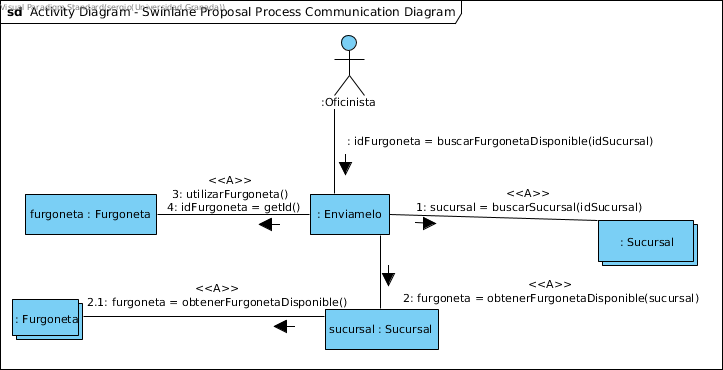 Visual Paradigm Standard(sergio(Universidad Granada))
sd Activity Diagram - Swinlane Proposal Process Communication Diagram
:Oficinista
: idFurgoneta = buscarFurgonetaDisponible(idSucursal)
<<A>>
3: utilizarFurgoneta()
4: idFurgoneta = getId()
<<A>>
1: sucursal = buscarSucursal(idSucursal)
furgoneta : Furgoneta
: Enviamelo
: Sucursal
<<A>>
2.1: furgoneta = obtenerFurgonetaDisponible()
<<A>>
2: furgoneta = obtenerFurgonetaDisponible(sucursal)
: Furgoneta
sucursal : Sucursal